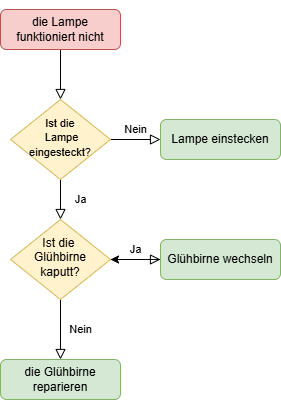 die Lampe
funktioniert nicht
Ist die
Lampe
eingesteckt?
Nein
Lampe einstecken
Ja
Ist die
Glühbirne
kaputt?
Ja
Glühbirne wechseln
Nein
die Glühbirne
reparieren